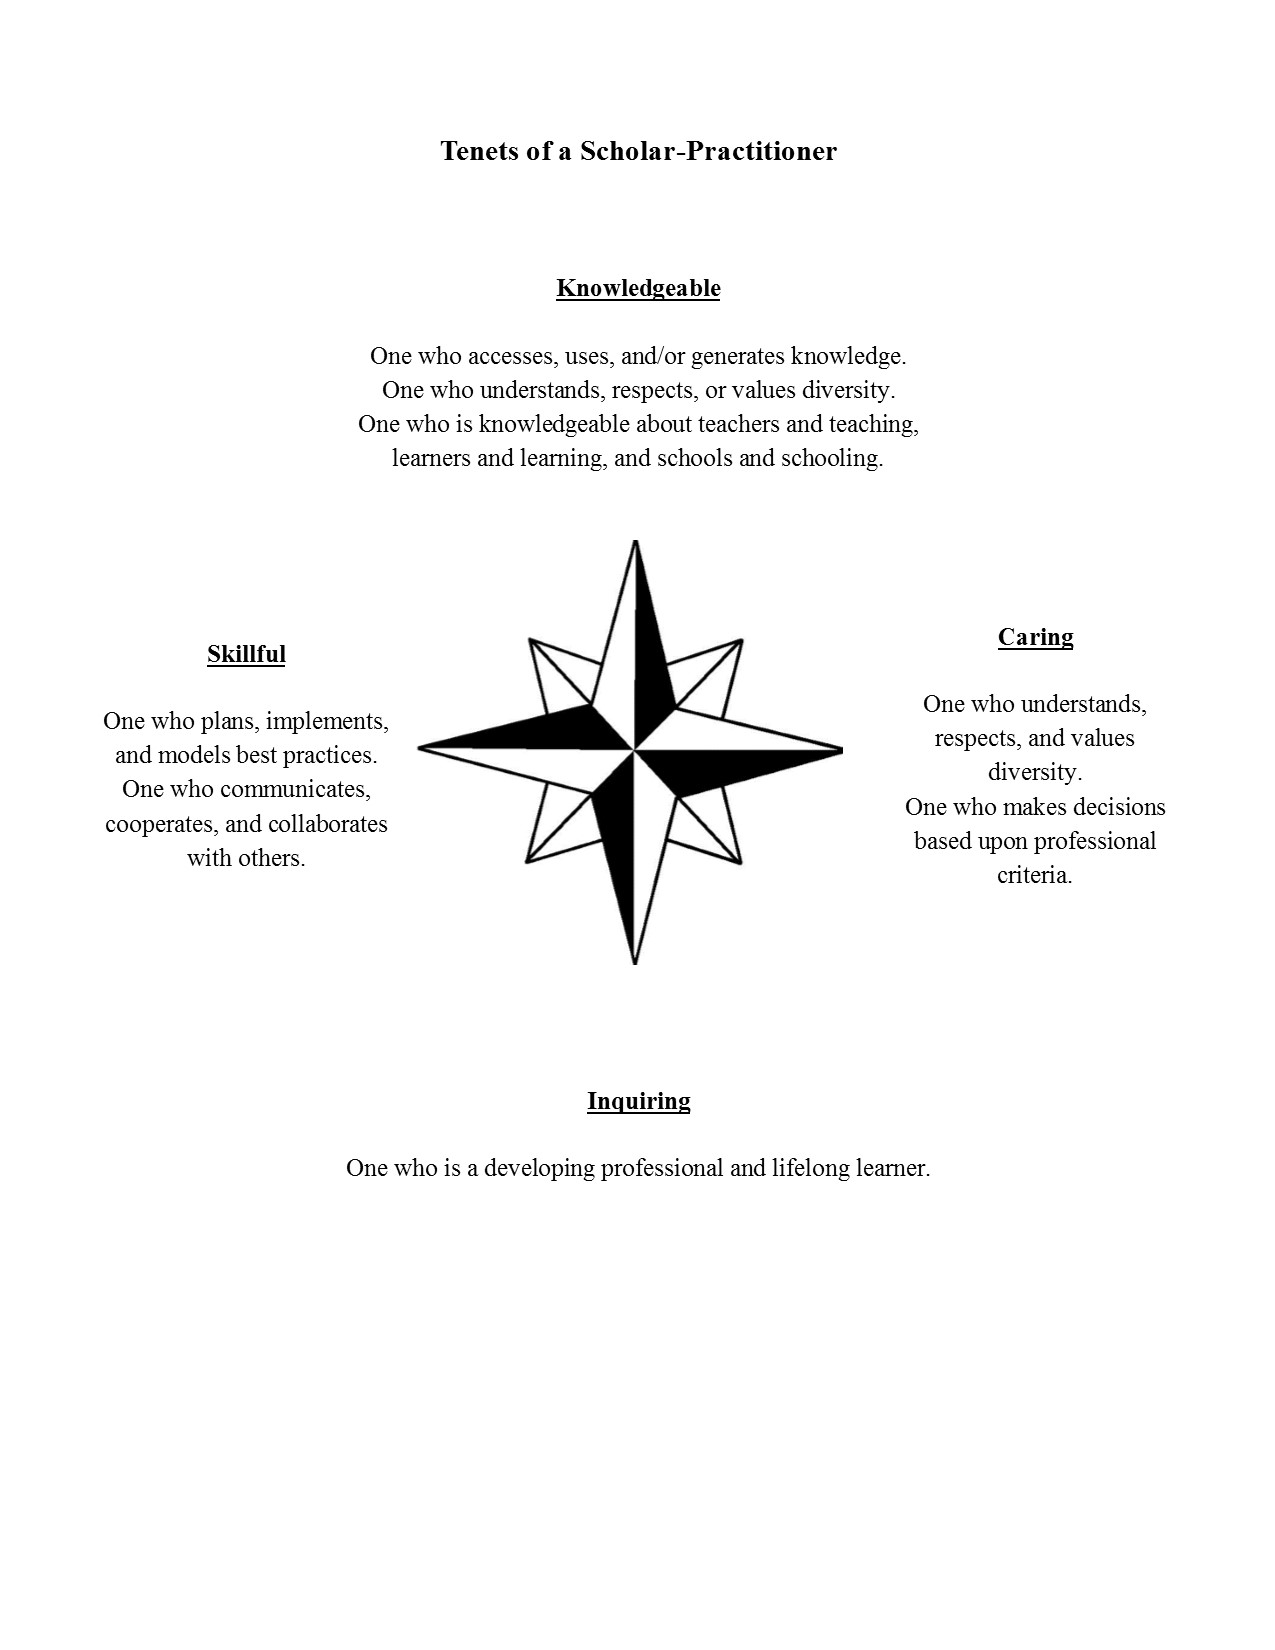 Tenets of a Scholar-Practitioner
Knowledgeable
One who accesses, uses, and/or generates knowledge.
One who understands, respects, or values diversity.
One who is knowledgeable about teachers and teaching,
learners and learning, and schools and schooling.
Skillful
One who plans, implements,
and models best practices.
One who communicates,
cooperates, and collaborates
with others.
Caring
One who understands,
respects, and values
diversity.
One who makes decisions
based upon professional
criteria.
Inquiring
One who is a developing professional and lifelong learner.